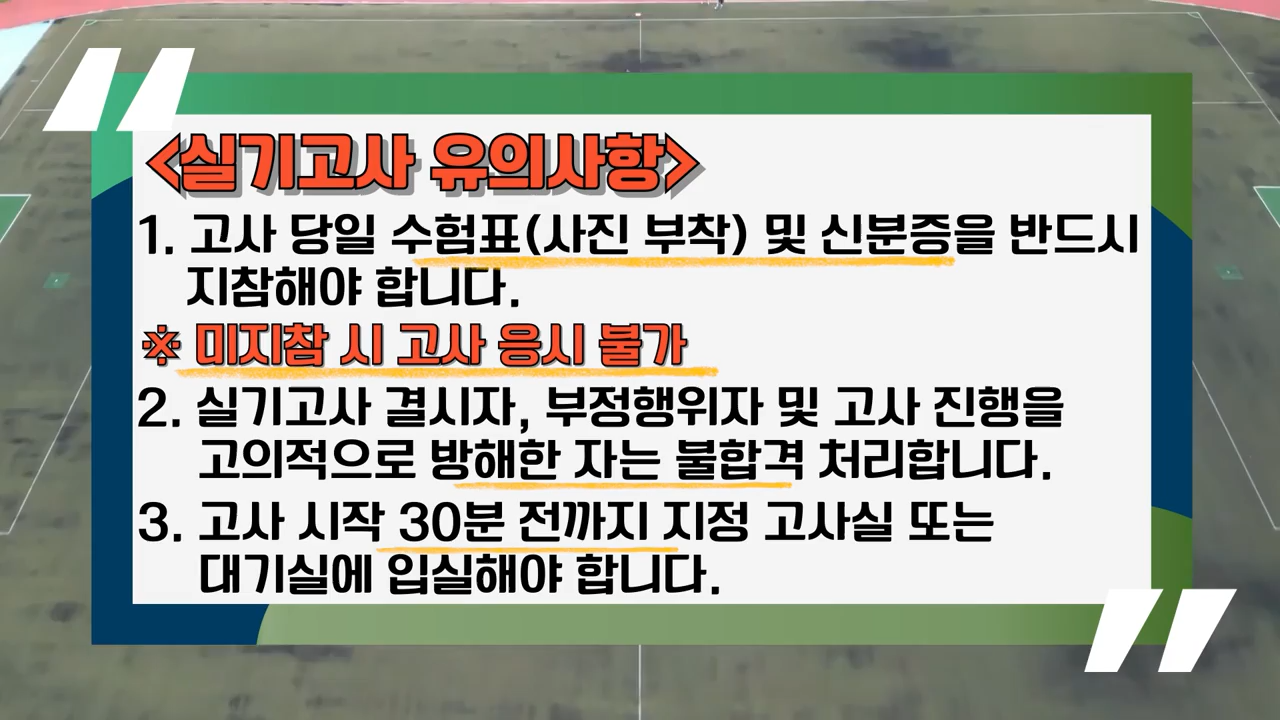 <실기고사 유의사항>
1. 고사 당일 수험표(사진 부착) 및 신분증을 반드시
지참해야 합니다.
※ 미지참 시 고사 응시 불가
2. 실기고사 결시자, 부정행위자 및 고사 진행을
고의적으로 방해한 자는 불합격 처리합니다.
3. 고사 시작 30분 전까지 지정 고사실 또는
대기실에 입실해야 합니다.